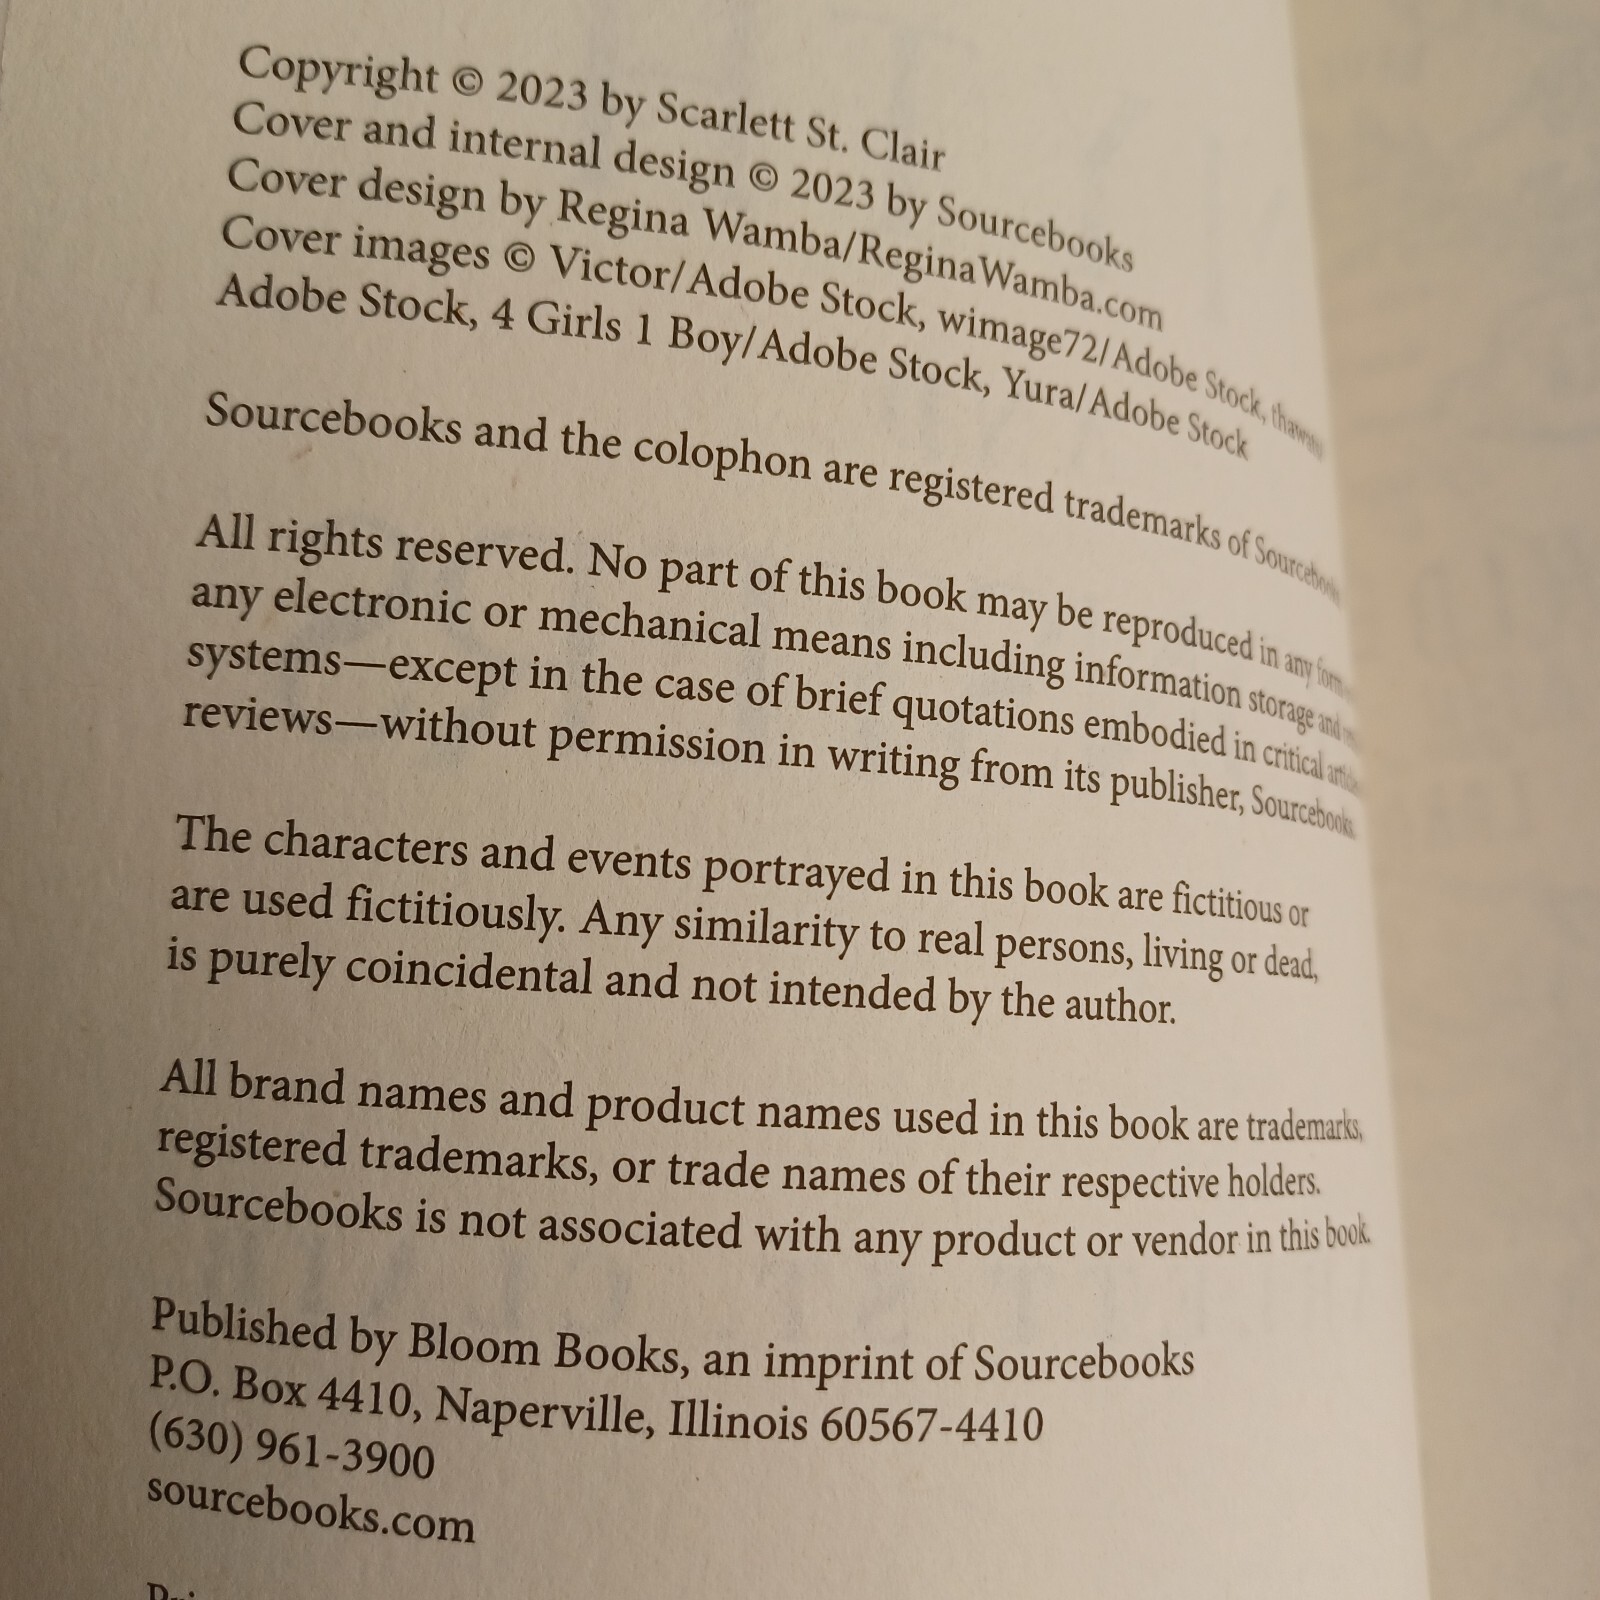 Copyright © 2023 by Scarlett St. Clair
Cover and internal design © 2023 by Sourcebooks
Cover design by Regina Wamba/ReginaWamba.com
Cover images © Victor/Adobe Stock, wimage72/Adobe Stock,
Adobe Stock, 4 Girls 1 Boy/Adobe Stock, Yura/Adobe Stock
Sourcebooks and the colophon are registered trademarks of Sourcebooks
All rights reserved. No part of this book may be reproduced in any form
any electronic or mechanical means including information storage and
systems—except in the case of brief quotations embodied in critical
reviews—without permission in writing from its publisher, Sourcebooks.
The characters and events portrayed in this book are fictitious or
are used fictitiously. Any similarity to real persons, living or dead,
is purely coincidental and not intended by the author.
All brand names and product names used in this book are trademarks,
registered trademarks, or trade names of their respective holders.
Sourcebooks is not associated with any product or vendor in this book.
Published by Bloom Books, an imprint of Sourcebooks
P.O. Box 4410, Naperville, Illinois 60567-4410
(630) 961-3900
sourcebooks.com